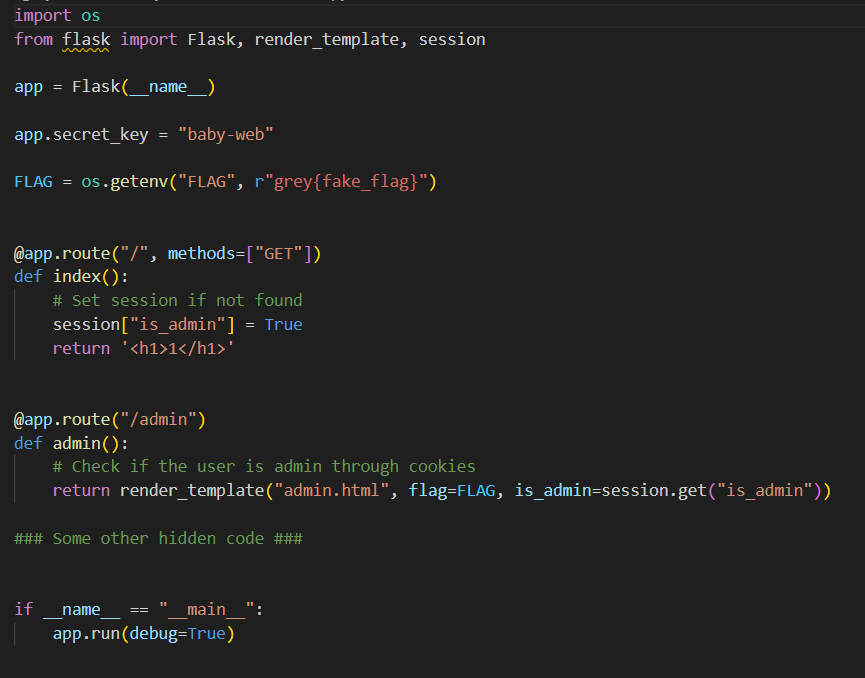 import os
from flask import Flask, render_template, session
app = Flask(__name__)
app.secret_key = "baby-web"
FLAG = os.getenv("FLAG", r"grey{fake_flag}")
@app.route("/", methods=["GET"])
def index():
    # Set session if not found
    session["is_admin"] = True
    return '<h1>1</h1>'
@app.route("/admin")
def admin():
    # Check if the user is admin through cookies
    return render_template("admin.html", flag=FLAG, is_admin=session.get("is_admin"))
### Some other hidden code ###
if __name__ == "__main__":
    app.run(debug=True)